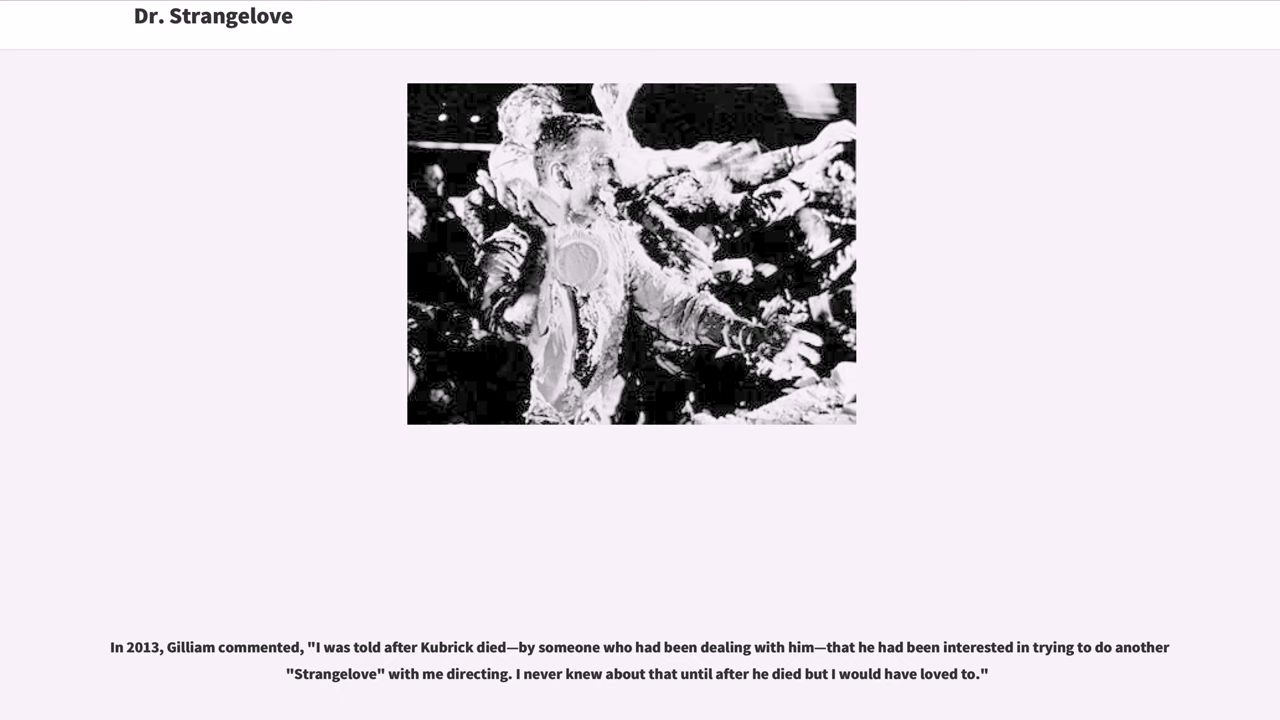 Dr. Strangelove
In 2013, Gilliam commented, "I was told after Kubrick died—by someone who had been dealing with him—that he had been interested in trying to do another
"Strangelove" with me directing. I never knew about that until after he died but I would have loved to."